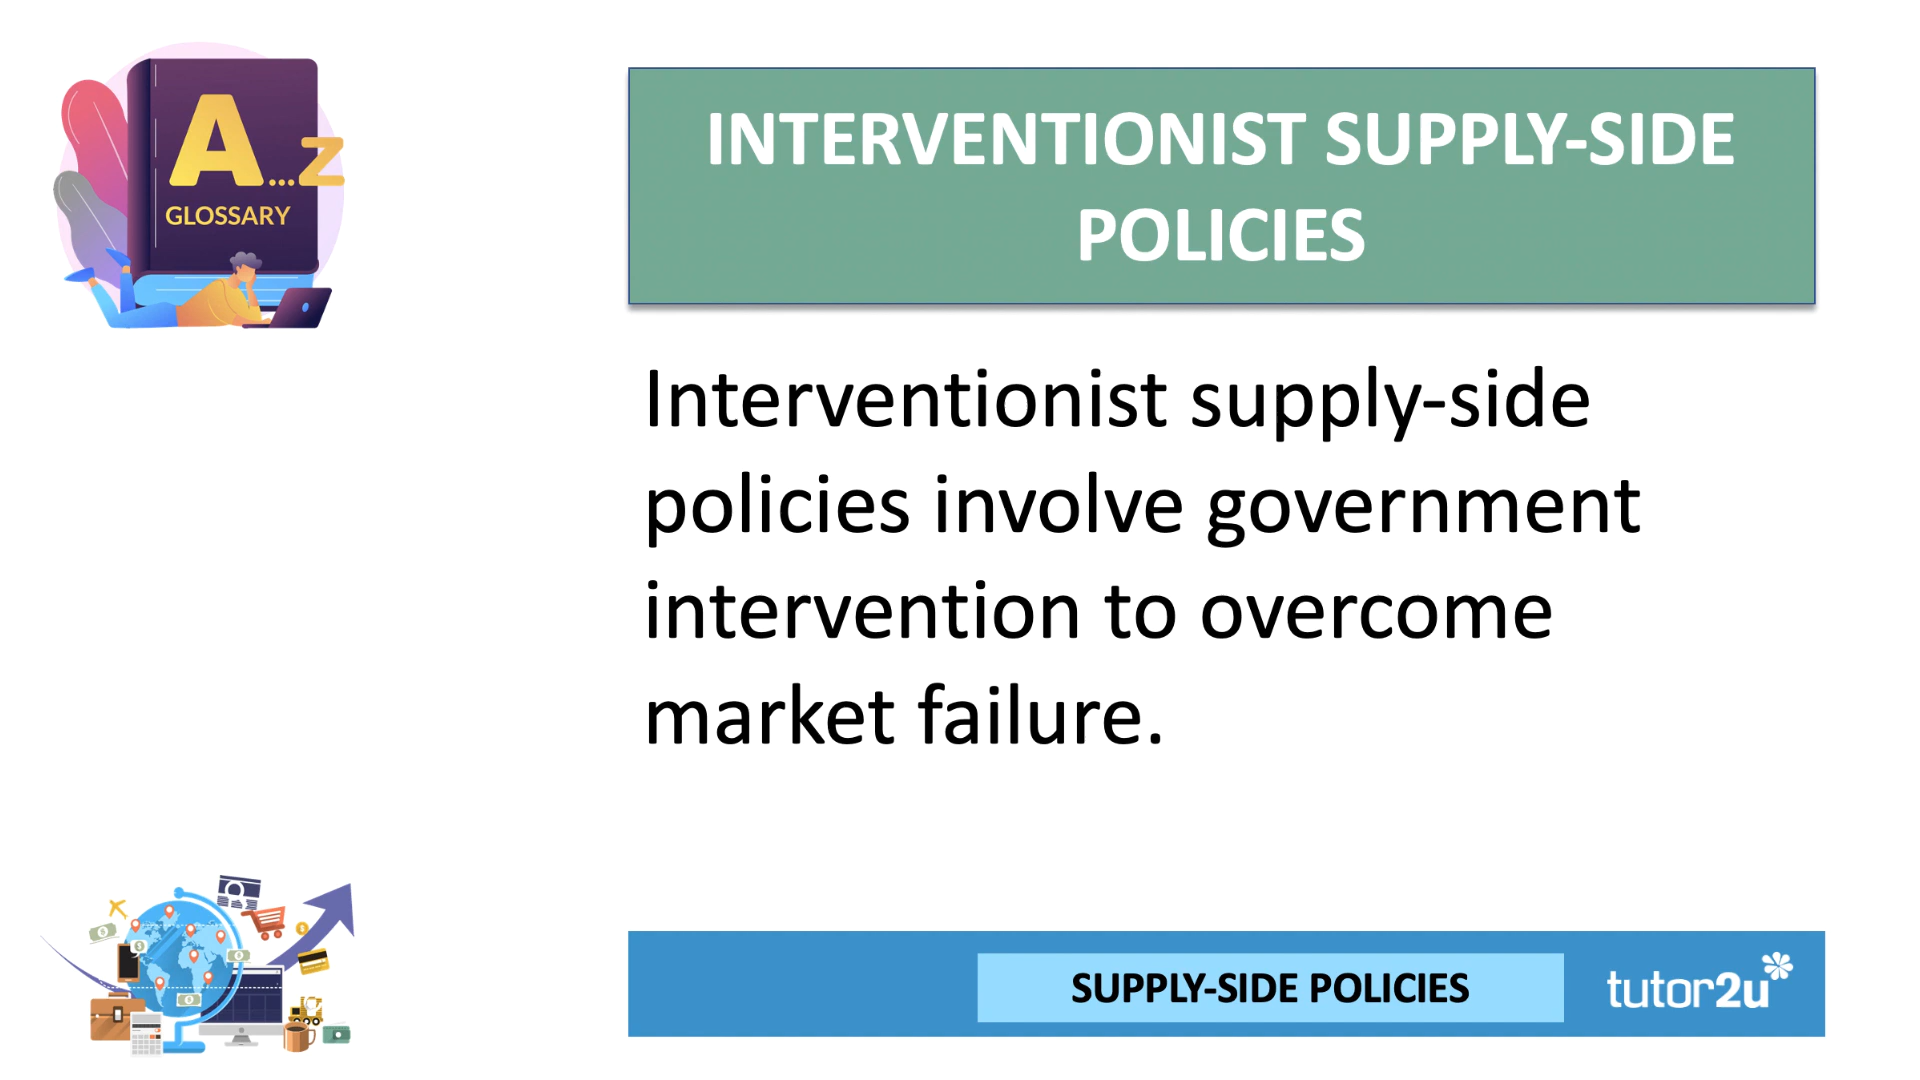 A...Z
GLOSSARY
INTERVENTIONIST SUPPLY-SIDE
POLICIES
Interventionist supply-side
policies involve government
intervention to overcome
market failure.
SUPPLY-SIDE POLICIES
tutor2u